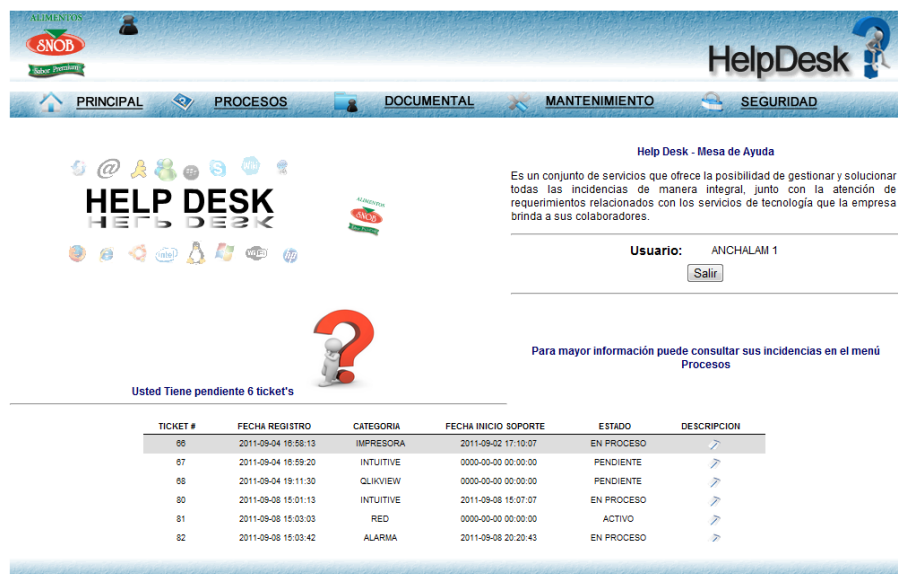 ALIMENTOS
SNOB
Sabor Premium
HelpDesk
PRINCIPAL PROCESOS DOCUMENTAL MANTENIMIENTO SEGURIDAD
HELP DESK
ALIMENTOS
SNOB
intel
hp
Help Desk - Mesa de Ayuda
Es un conjunto de servicios que ofrece la posibilidad de gestionar y solucionar
todas las incidencias de manera integral, junto con la atención de
requerimientos relacionados con los servicios de tecnología que la empresa
brinda a sus colaboradores.
Usuario: ANCHALAM 1
Salir
Para mayor información puede consultar sus incidencias en el menú
Procesos
Usted Tiene pendiente 6 ticket's
TICKET # FECHA REGISTRO CATEGORIA FECHA INICIO SOPORTE ESTADO DESCRIPCION
66 2011-09-04 16:58:13 IMPRESORA 2011-09-02 17:10:07 EN PROCESO
67 2011-09-04 16:59:20 INTUITIVE 0000-00-00 00:00:00 PENDIENTE
68 2011-09-04 19:11:30 QLIKVIEW 0000-00-00 00:00:00 PENDIENTE
80 2011-09-08 15:01:13 INTUITIVE 2011-09-08 15:07:07 EN PROCESO
81 2011-09-08 15:03:03 RED 0000-00-00 00:00:00 ACTIVO
82 2011-09-08 15:03:42 ALARMA 2011-09-08 20:20:43 EN PROCESO